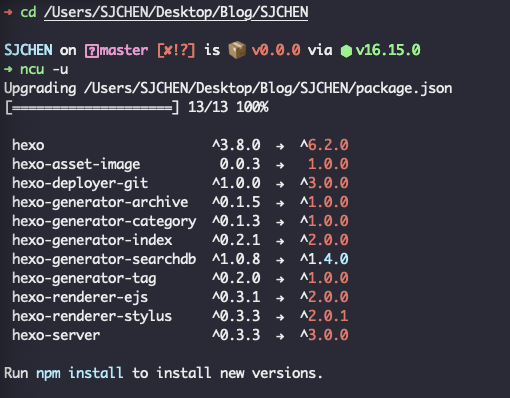 ➜ cd /Users/SJCHEN/Desktop/Blog/SJCHEN
SJCHEN on master [✘!?] is 📦 v0.0.0 via ⬢ v16.15.0
➜ ncu -u
Upgrading /Users/SJCHEN/Desktop/Blog/SJCHEN/package.json
[====================] 13/13 100%
hexo ^3.8.0 → ^6.2.0
hexo-asset-image 0.0.3 → 1.0.0
hexo-deployer-git ^1.0.0 → ^3.0.0
hexo-generator-archive ^0.1.5 → ^1.0.0
hexo-generator-category ^0.1.3 → ^1.0.0
hexo-generator-index ^0.2.1 → ^2.0.0
hexo-generator-searchdb ^1.0.8 → ^1.4.0
hexo-generator-tag ^0.2.0 → ^1.0.0
hexo-renderer-ejs ^0.3.1 → ^2.0.0
hexo-renderer-stylus ^0.3.3 → ^2.0.1
hexo-server ^0.3.3 → ^3.0.0
Run npm install to install new versions.